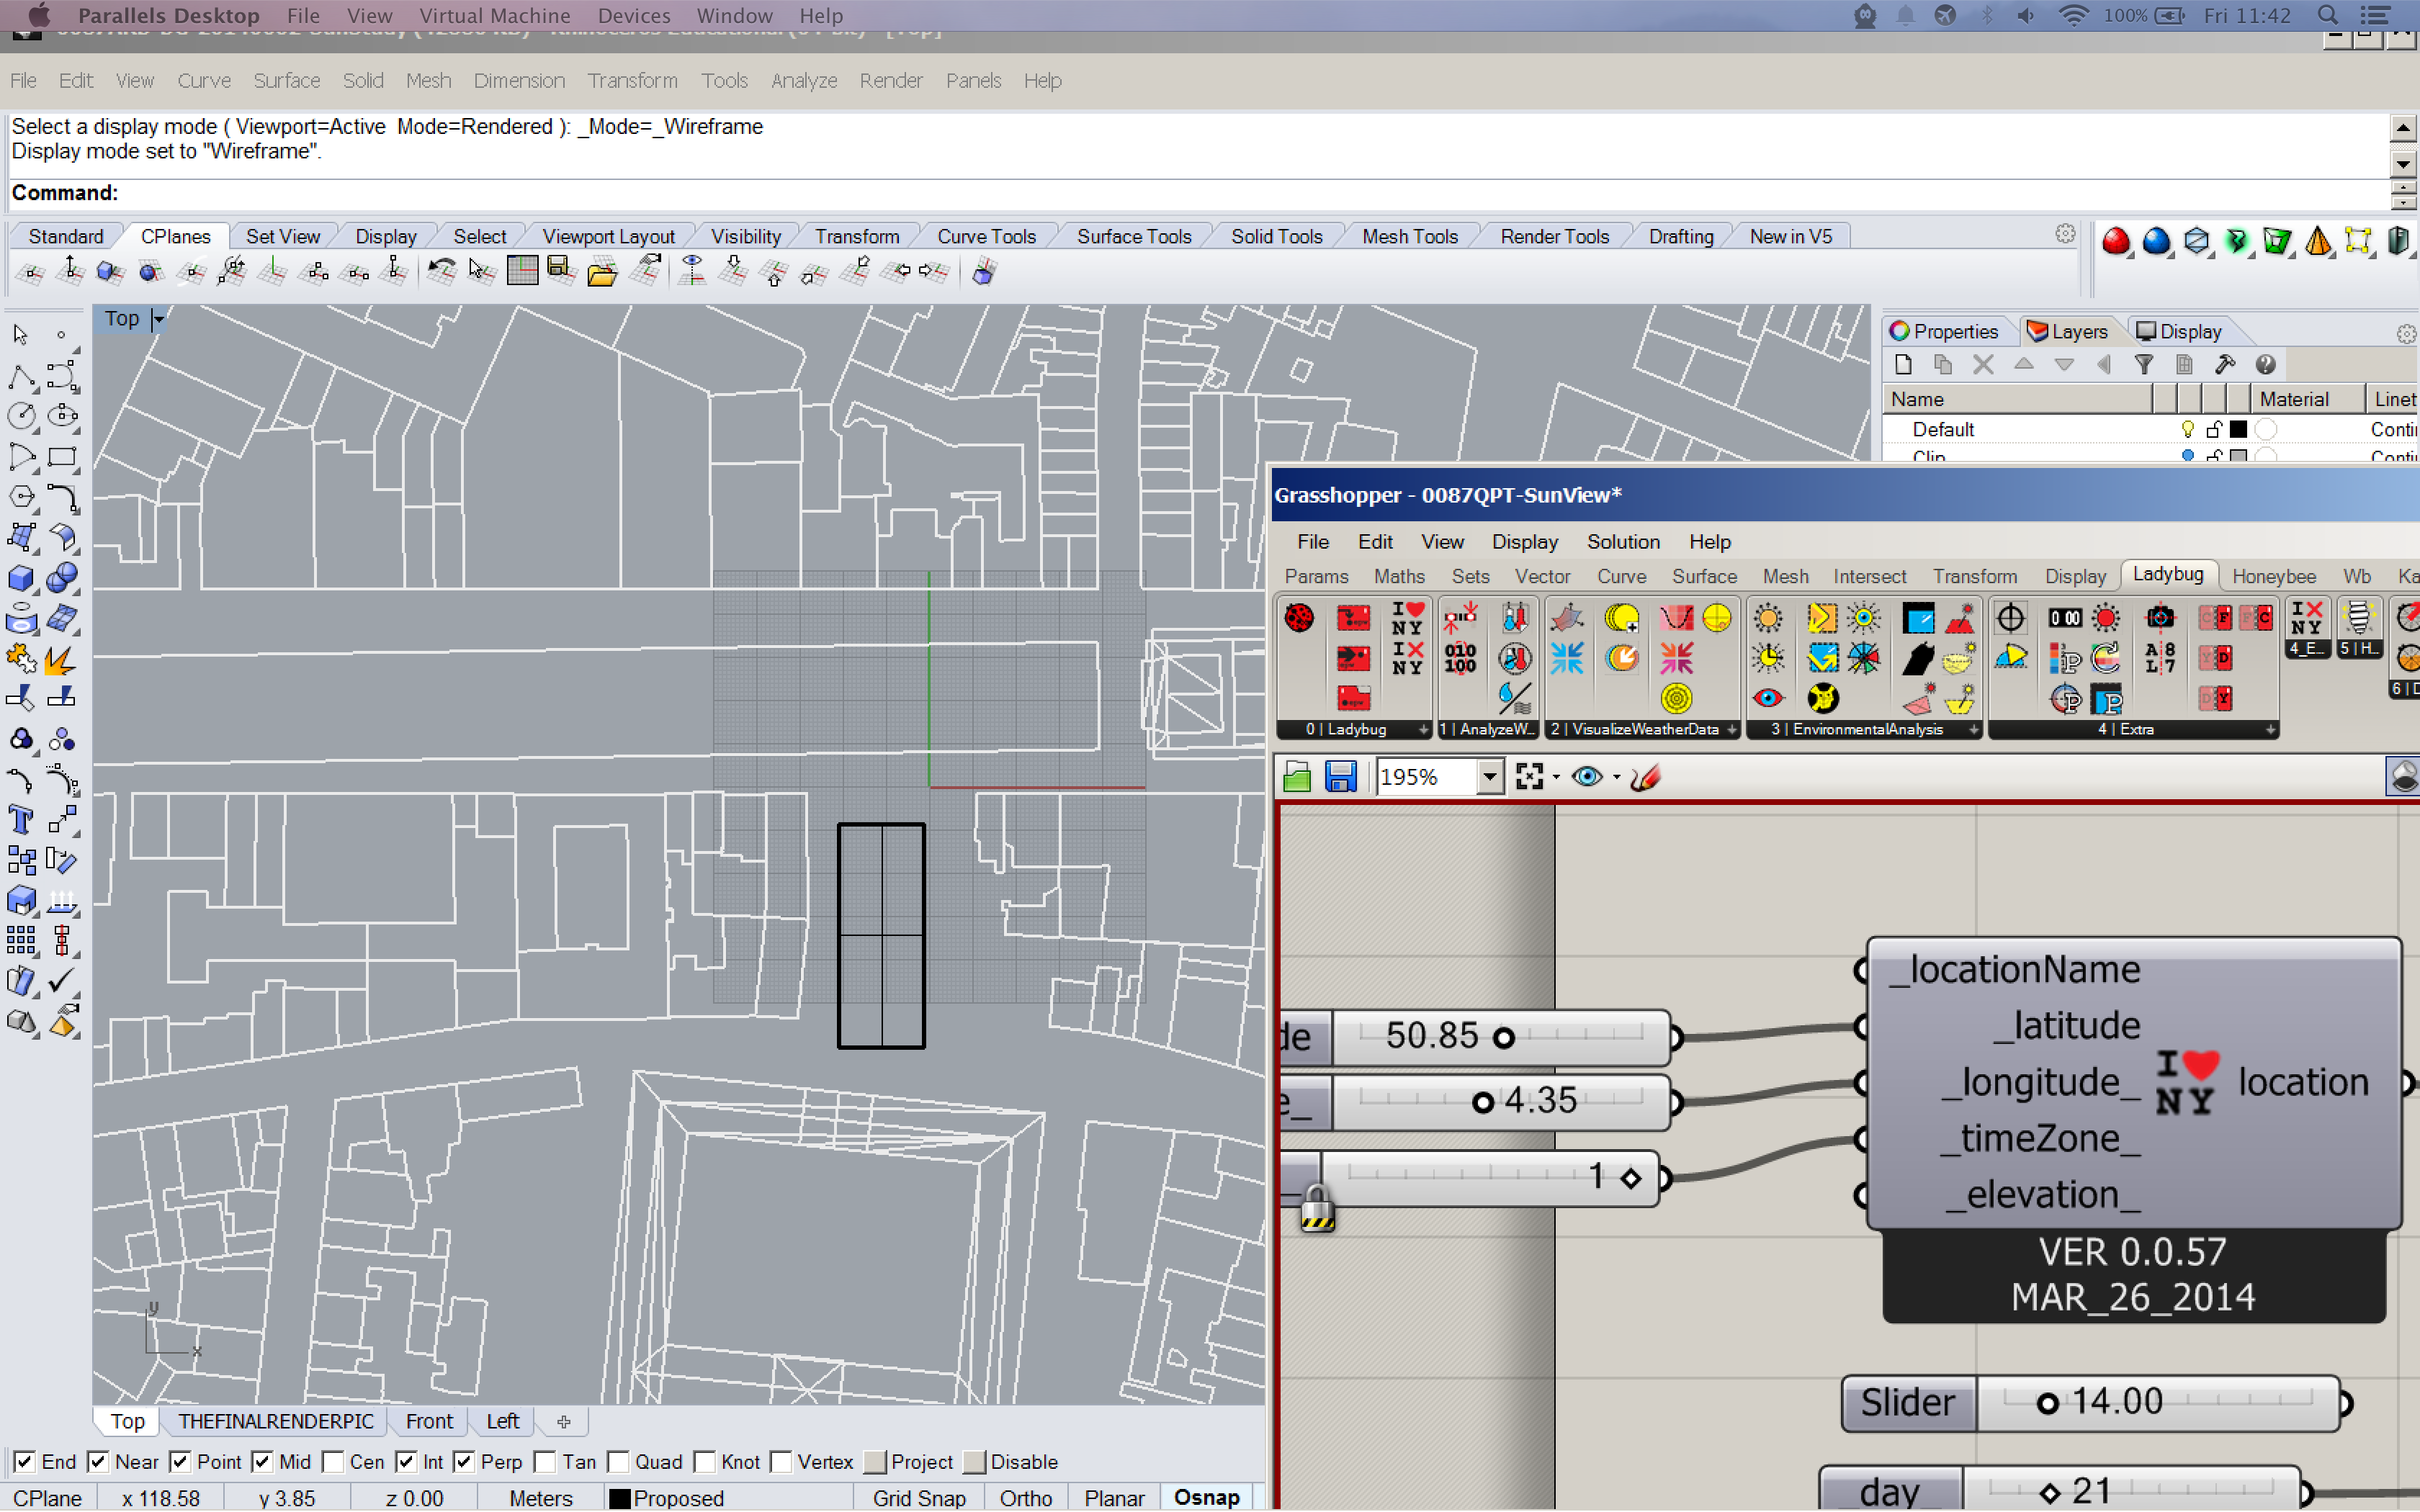 Parallels Desktop File View Virtual Machine Devices Window Help 100% Fri 11:42
File Edit View Curve Surface Solid Mesh Dimension Transform Tools Analyze Render Panels Help
Select a display mode ( Viewport=Active Mode=Rendered ): _Mode=_Wireframe
Display mode set to "Wireframe".
Command:
Standard CPlanes Set View Display Select Viewport Layout Visibility Transform Curve Tools Surface Tools Solid Tools Mesh Tools Render Tools Drafting New in V5
Top
Properties Layers Display
Name Material Linet
Default Conti
Clip Conti
Grasshopper - 0087QPT-SunView*
File Edit View Display Solution Help
Params Maths Sets Vector Curve Surface Mesh Intersect Transform Display Ladybug Honeybee Wb Ka
0 | Ladybug 1 | AnalyzeW... 2 | VisualizeWeatherData 3 | EnvironmentalAnalysis 4 | Extra 4_E... 5 | H... 6 | D
195%
_locationName
de 50.85 _latitude
e_ 4.35 _longitude_ I NY location
1 _timeZone_
_elevation_
VER 0.0.57
MAR_26_2014
Slider 14.00
_day_ 21
y
x
Top THEFINALRENDERPIC Front Left
End Near Point Mid Cen Int Perp Tan Quad Knot Vertex Project Disable
CPlane x 118.58 y 3.85 z 0.00 Meters Proposed Grid Snap Ortho Planar Osnap